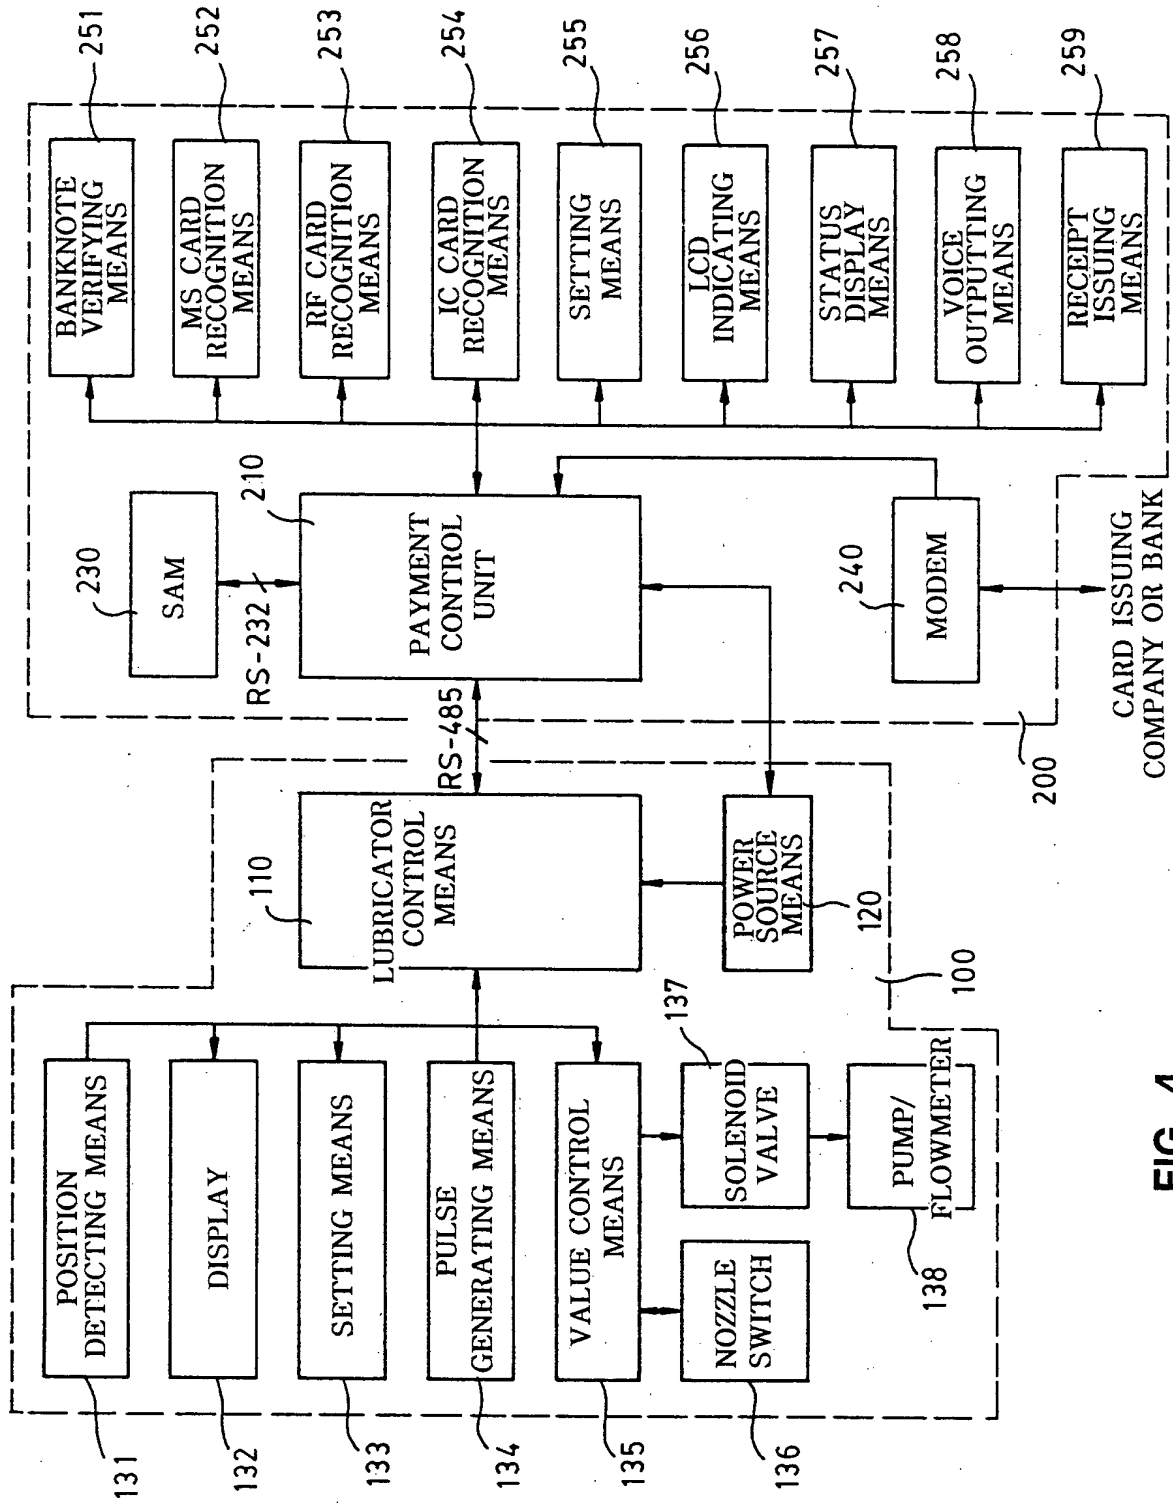 131
POSITION
DETECTING MEANS
132
DISPLAY
133
SETTING MEANS
134
PULSE
GENERATING MEANS
135
VALUE CONTROL
MEANS
136
NOZZLE
SWITCH
137
SOLENOID
VALVE
138
PUMP/
FLOWMETER
100
110
LUBRICATOR
CONTROL
MEANS
120
POWER
SOURCE
MEANS
RS-485
RS-232
230
SAM
210
PAYMENT
CONTROL
UNIT
240
MODEM
200
CARD ISSUING
COMPANY OR BANK
BANKNOTE
VERIFYING
MEANS
251
MS CARD
RECOGNITION
MEANS
252
RF CARD
RECOGNITION
MEANS
253
IC CARD
RECOGNITION
MEANS
254
SETTING
MEANS
255
LCD
INDICATING
MEANS
256
STATUS
DISPLAY
MEANS
257
VOICE
OUTPUTTING
MEANS
258
RECEIPT
ISSUING
MEANS
259
FIG. 4